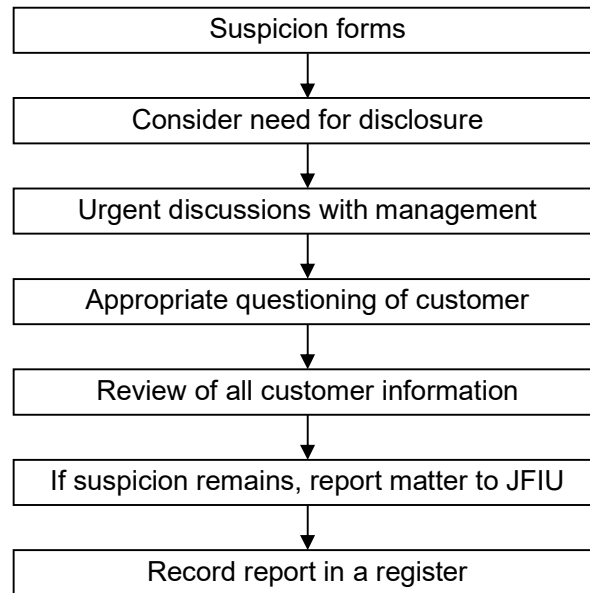 Suspicion forms
Consider need for disclosure
Urgent discussions with management
Appropriate questioning of customer
Review of all customer information
If suspicion remains, report matter to JFIU
Record report in a register